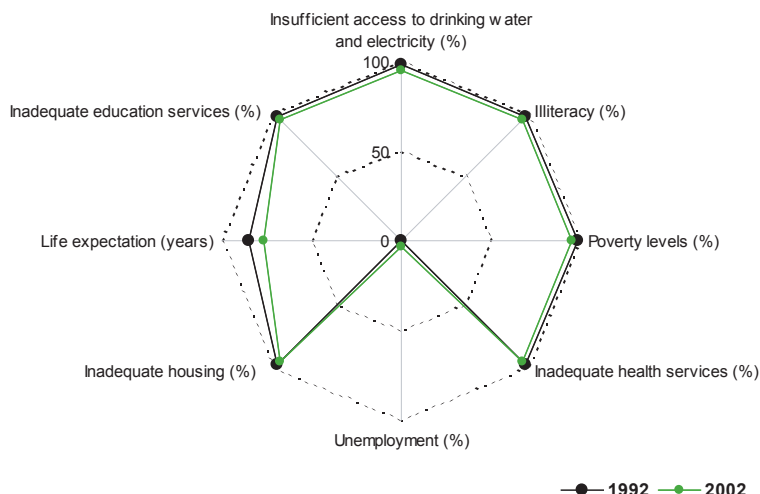 Insufficient access to drinking water
and electricity (%)
100
Inadequate education services (%)
Illiteracy (%)
50
Life expectation (years)
0
Poverty levels (%)
Inadequate housing (%)
Inadequate health services (%)
Unemployment (%)
1992
2002